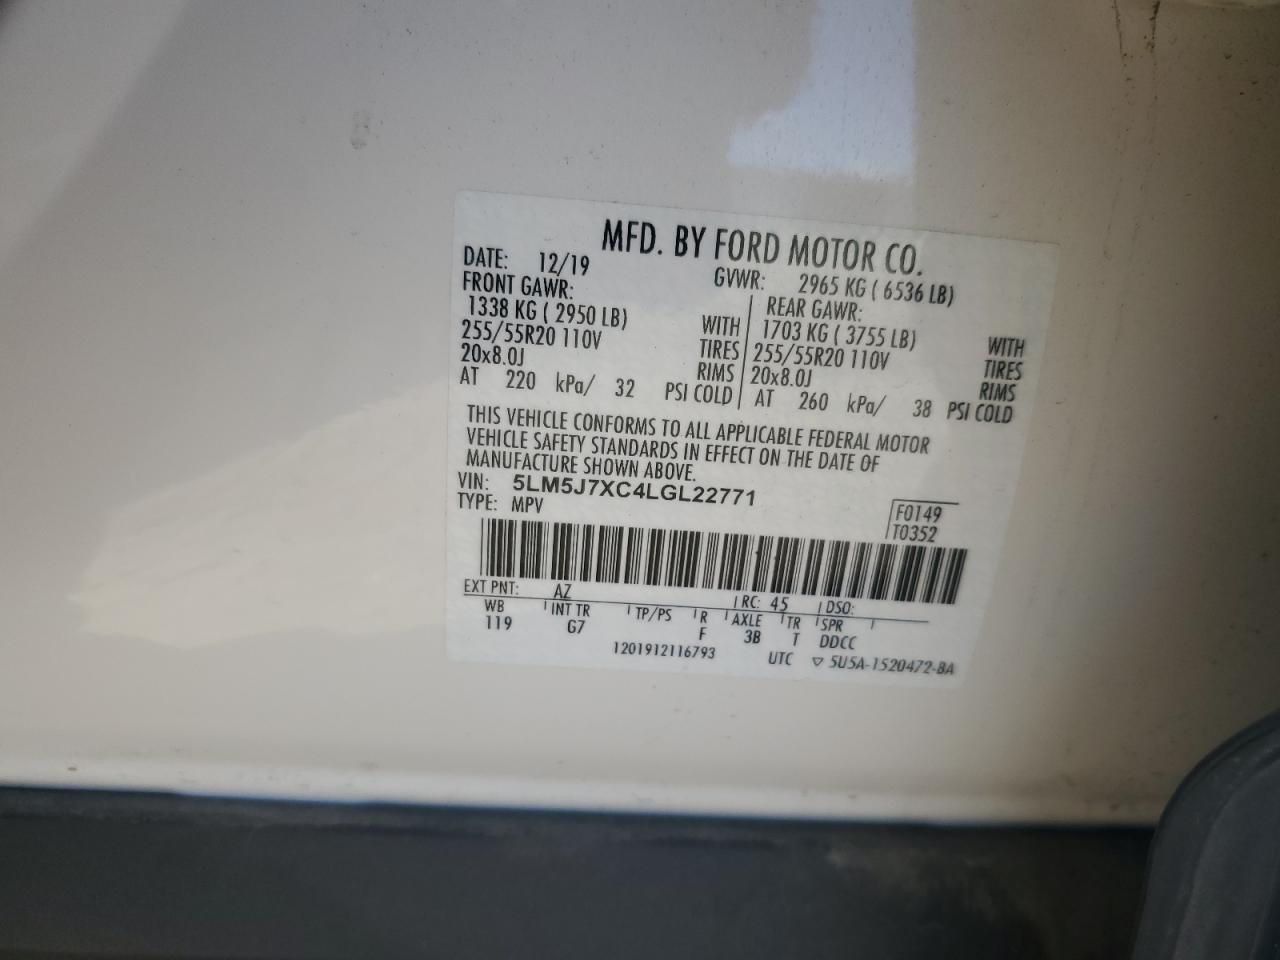 MFD. BY FORD MOTOR CO.
DATE: 12/19 GVWR: 2965 KG ( 6536 LB)
FRONT GAWR: REAR GAWR:
1338 KG ( 2950 LB) WITH 1703 KG ( 3755 LB) WITH
255/55R20 110V TIRES 255/55R20 110V TIRES
20x8.0J RIMS 20x8.0J RIMS
AT 220 kPa/ 32 PSI COLD AT 260 kPa/ 38 PSI COLD
THIS VEHICLE CONFORMS TO ALL APPLICABLE FEDERAL MOTOR
VEHICLE SAFETY STANDARDS IN EFFECT ON THE DATE OF
MANUFACTURE SHOWN ABOVE.
VIN: 5LM5J7XC4LGL22771
TYPE: MPV
F0149
T0352
EXT PNT: AZ RC: 45 DSO:
WB INT TR TP/PS R AXLE TR SPR
119 G7 F 3B T DDCC
1201912116793 UTC ▽ 5U5A-1520472-BA